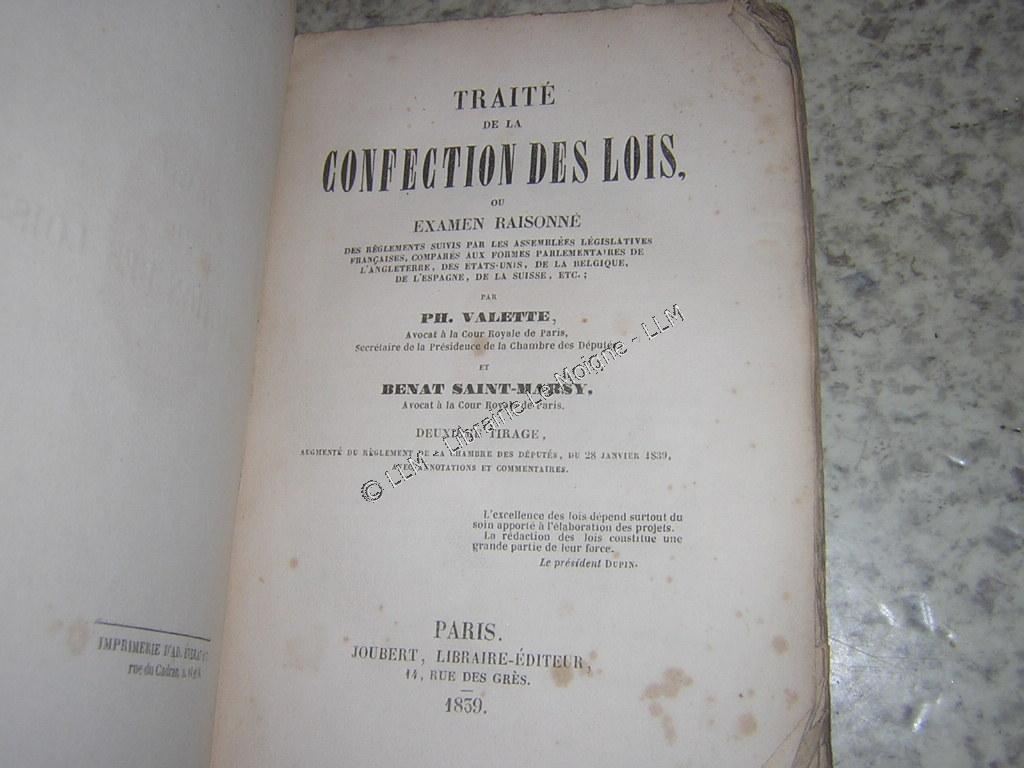 TRAITÉ
DE LA
CONFECTION DES LOIS,
OU
EXAMEN RAISONNÉ
DES RÈGLEMENTS SUIVIS PAR LES ASSEMBLÉES LÉGISLATIVES
FRANÇAISES, COMPARÉS AUX FORMES PARLEMENTAIRES DE
L'ANGLETERRE, DES ÉTATS-UNIS, DE LA BELGIQUE,
DE L'ESPAGNE, DE LA SUISSE, ETC.;
PAR
PH. VALETTE,
Avocat à la Cour Royale de Paris,
Secrétaire de la Présidence de la Chambre des Députés
ET
BENAT SAINT-MARSY,
Avocat à la Cour Royale de Paris.
DEUXIÈME TIRAGE,
AUGMENTÉ DU RÈGLEMENT DE LA CHAMBRE DES DÉPUTÉS, DU 28 JANVIER 1839,
AVEC ANNOTATIONS ET COMMENTAIRES.
© LLM - Librairie Le Moigne - LLM
L'excellence des lois dépend surtout du
soin apporté à l'élaboration des projets.
La rédaction des lois constitue une
grande partie de leur force.
Le président DUPIN.
PARIS.
JOUBERT, LIBRAIRE-ÉDITEUR,
14, RUE DES GRÈS.
1839.
IMPRIMERIE D'AD.
rue du Cadran